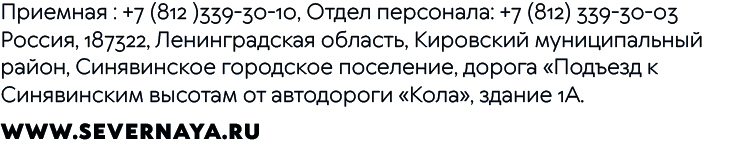 Приемная : +7 (812 )339-30-10, Отдел персонала: +7 (812) 339-30-03
Россия, 187322, Ленинградская область, Кировский муниципальный
район, Синявинское городское поселение, дорога «Подъезд к
Синявинским высотам от автодороги «Кола», здание 1А.
WWW.SEVERNAYA.RU